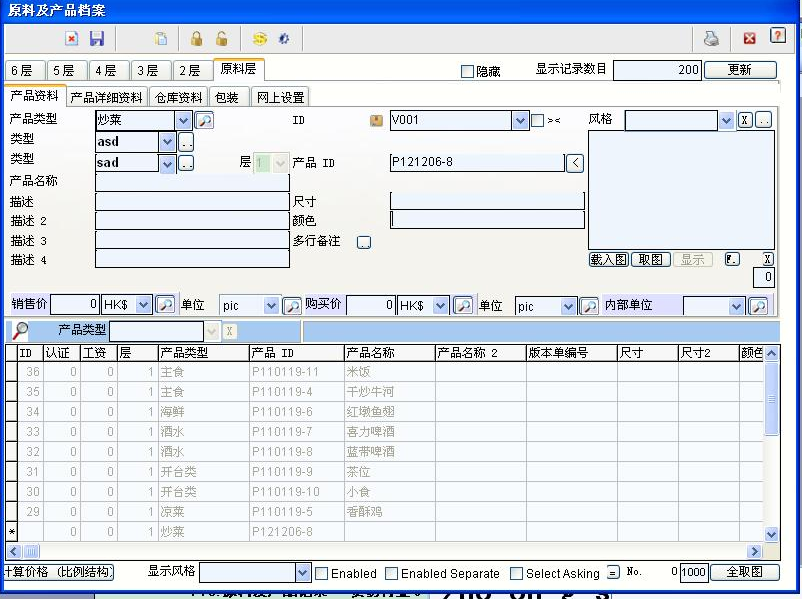 原料及产品档案
6 层 5 层 4 层 3 层 2 层 原料层 隐藏 显示记录数目 200 更新
产品资料 产品详细资料 仓库资料 包装 网上设置
产品类型 炒菜 ID V001 >< 风格 X ..
类型 asd ..
类型 sad .. 层 1 产品 ID P121206-8 <
产品名称
描述 尺寸
描述 2 颜色
描述 3 多行备注 ..
描述 4
载入图 取图 显示 F. X
0
销售价 0 HK$ 单位 pic 购买价 0 HK$ 单位 pic 内部单位
产品类型 X
ID 认证 工资 层 产品类型 产品 ID 产品名称 产品名称 2 版本单编号 尺寸 尺寸2 颜色
36 0 0 1 主食 P110119-11 米饭
35 0 0 1 主食 P110119-4 干炒牛河
34 0 0 1 海鲜 P110119-6 红墩鱼翅
33 0 0 1 酒水 P110119-7 喜力啤酒
32 0 0 1 酒水 P110119-8 蓝带啤酒
31 0 0 1 开台类 P110119-9 茶位
30 0 0 1 开台类 P110119-10 小食
29 0 0 1 凉菜 P110119-5 香酥鸡
* 0 0 1 炒菜 P121206-8
计算价格 (比例结构) 显示风格 Enabled Enabled Separate Select Asking = No. 0 1000 全取图